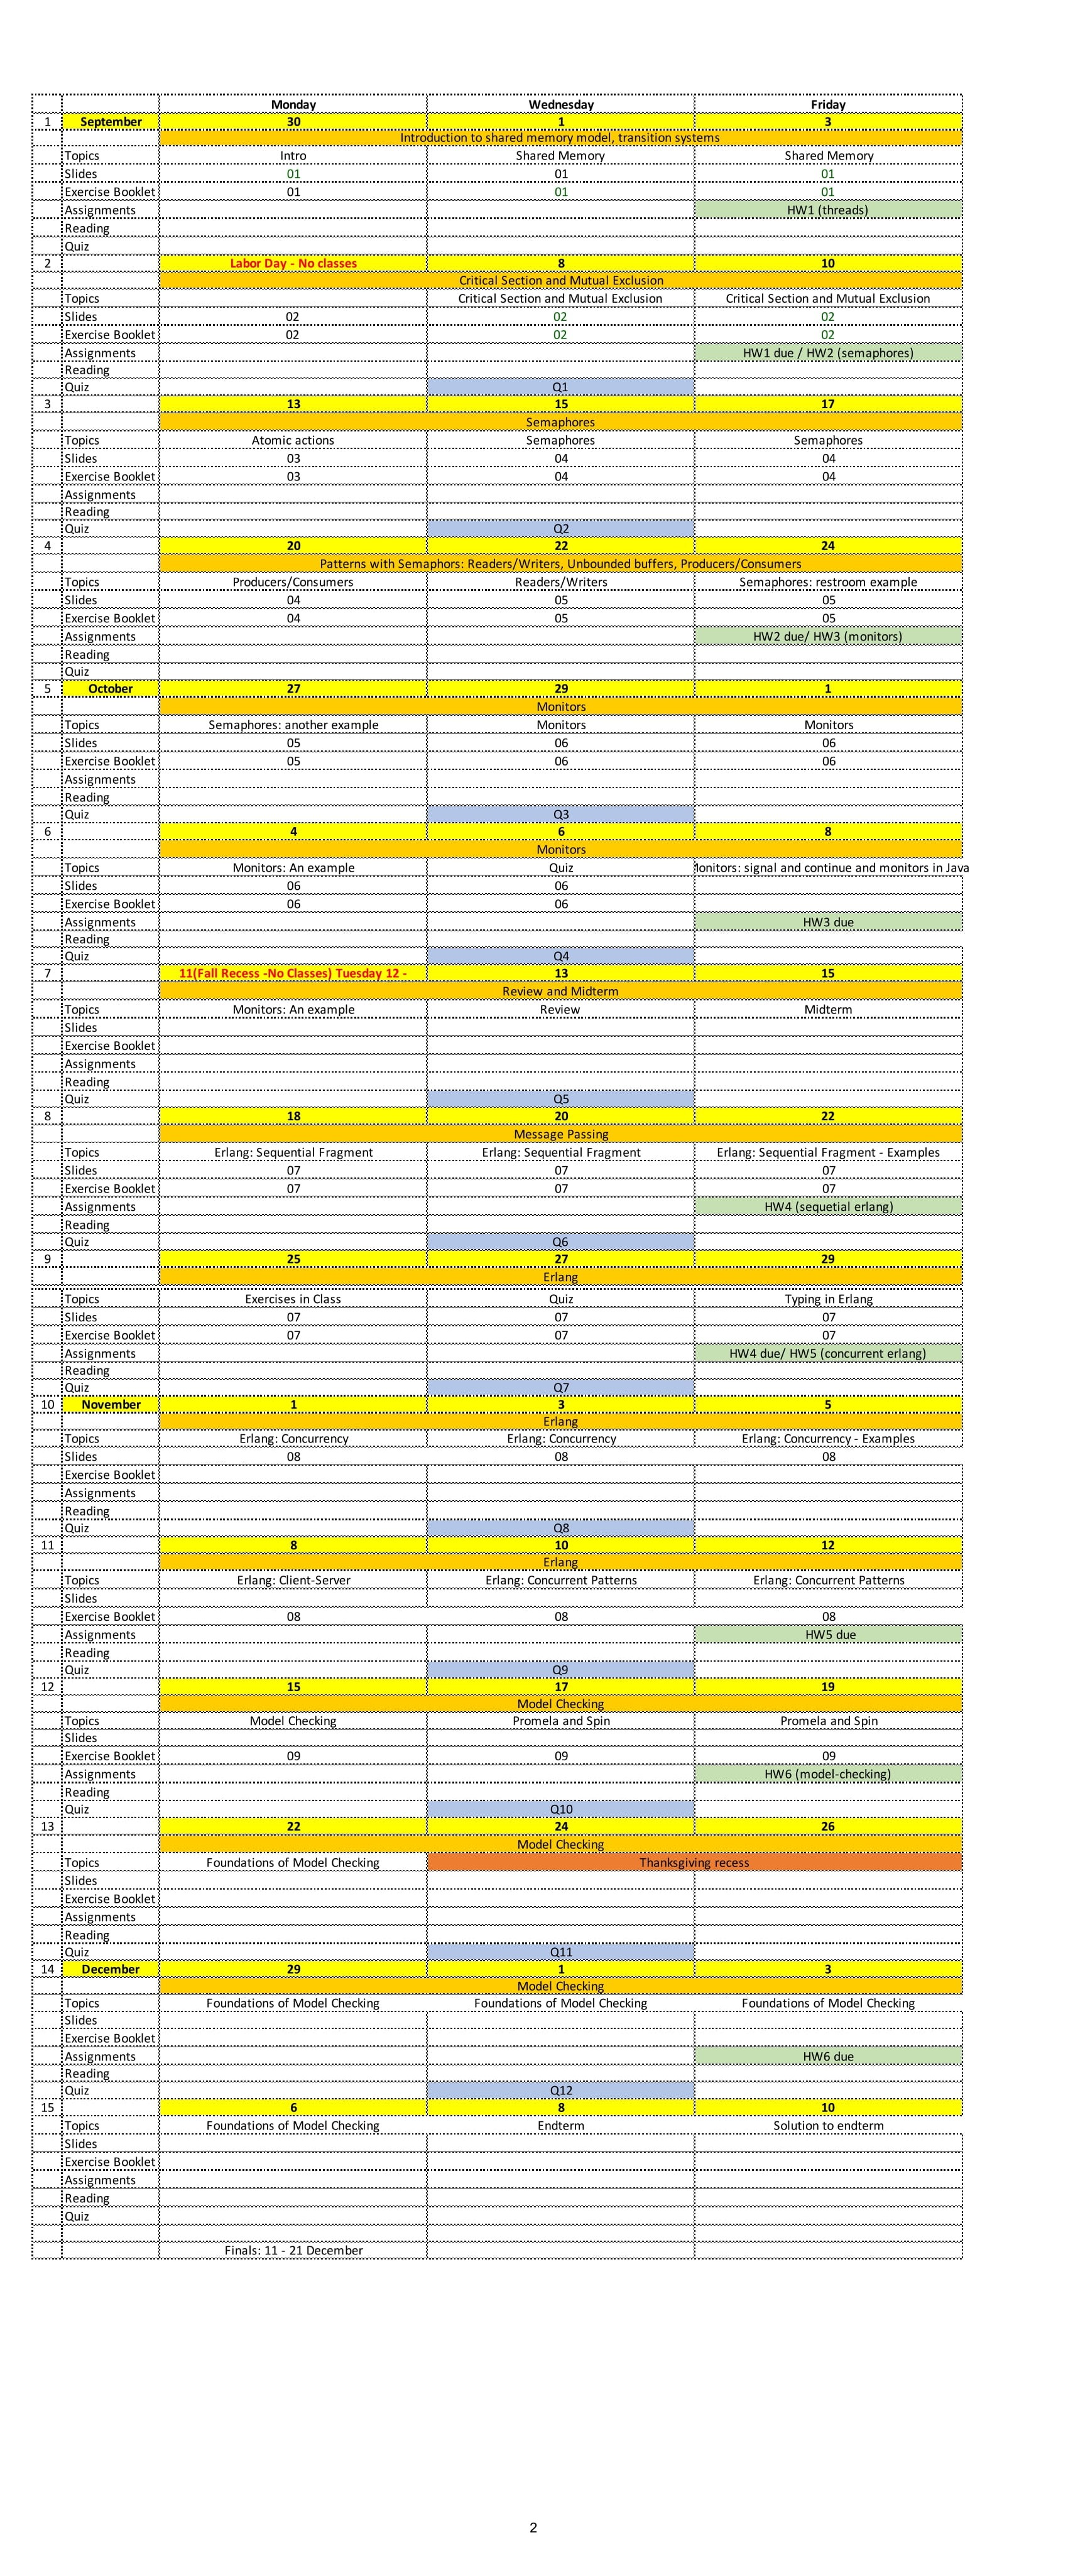 Monday Wednesday Friday
1 September 30 1 3
Introduction to shared memory model, transition systems
Topics Intro Shared Memory Shared Memory
Slides 01 01 01
Exercise Booklet 01 01 01
Assignments HW1 (threads)
Reading
Quiz
2 Labor Day - No classes 8 10
Critical Section and Mutual Exclusion
Topics Critical Section and Mutual Exclusion Critical Section and Mutual Exclusion
Slides 02 02 02
Exercise Booklet 02 02 02
Assignments HW1 due / HW2 (semaphores)
Reading
Quiz Q1
3 13 15 17
Semaphores
Topics Atomic actions Semaphores Semaphores
Slides 03 04 04
Exercise Booklet 03 04 04
Assignments
Reading
Quiz Q2
4 20 22 24
Patterns with Semaphors: Readers/Writers, Unbounded buffers, Producers/Consumers
Topics Producers/Consumers Readers/Writers Semaphores: restroom example
Slides 04 05 05
Exercise Booklet 04 05 05
Assignments HW2 due/ HW3 (monitors)
Reading
Quiz
5 October 27 29 1
Monitors
Topics Semaphores: another example Monitors Monitors
Slides 05 06 06
Exercise Booklet 05 06 06
Assignments
Reading
Quiz Q3
6 4 6 8
Monitors
Topics Monitors: An example Quiz Monitors: signal and continue and monitors in Java
Slides 06 06
Exercise Booklet 06 06
Assignments HW3 due
Reading
Quiz Q4
7 11(Fall Recess -No Classes) Tuesday 12 - 13 15
Review and Midterm
Topics Monitors: An example Review Midterm
Slides
Exercise Booklet
Assignments
Reading
Quiz Q5
8 18 20 22
Message Passing
Topics Erlang: Sequential Fragment Erlang: Sequential Fragment Erlang: Sequential Fragment - Examples
Slides 07 07 07
Exercise Booklet 07 07 07
Assignments HW4 (sequetial erlang)
Reading
Quiz Q6
9 25 27 29
Erlang
Topics Exercises in Class Quiz Typing in Erlang
Slides 07 07 07
Exercise Booklet 07 07 07
Assignments HW4 due/ HW5 (concurrent erlang)
Reading
Quiz Q7
10 November 1 3 5
Erlang
Topics Erlang: Concurrency Erlang: Concurrency Erlang: Concurrency - Examples
Slides 08 08 08
Exercise Booklet
Assignments
Reading
Quiz Q8
11 8 10 12
Erlang
Topics Erlang: Client-Server Erlang: Concurrent Patterns Erlang: Concurrent Patterns
Slides
Exercise Booklet 08 08 08
Assignments HW5 due
Reading
Quiz Q9
12 15 17 19
Model Checking
Topics Model Checking Promela and Spin Promela and Spin
Slides
Exercise Booklet 09 09 09
Assignments HW6 (model-checking)
Reading
Quiz Q10
13 22 24 26
Model Checking
Topics Foundations of Model Checking Thanksgiving recess
Slides
Exercise Booklet
Assignments
Reading
Quiz Q11
14 December 29 1 3
Model Checking
Topics Foundations of Model Checking Foundations of Model Checking Foundations of Model Checking
Slides
Exercise Booklet
Assignments HW6 due
Reading
Quiz Q12
15 6 8 10
Topics Foundations of Model Checking Endterm Solution to endterm
Slides
Exercise Booklet
Assignments
Reading
Quiz
Finals: 11 - 21 December
2